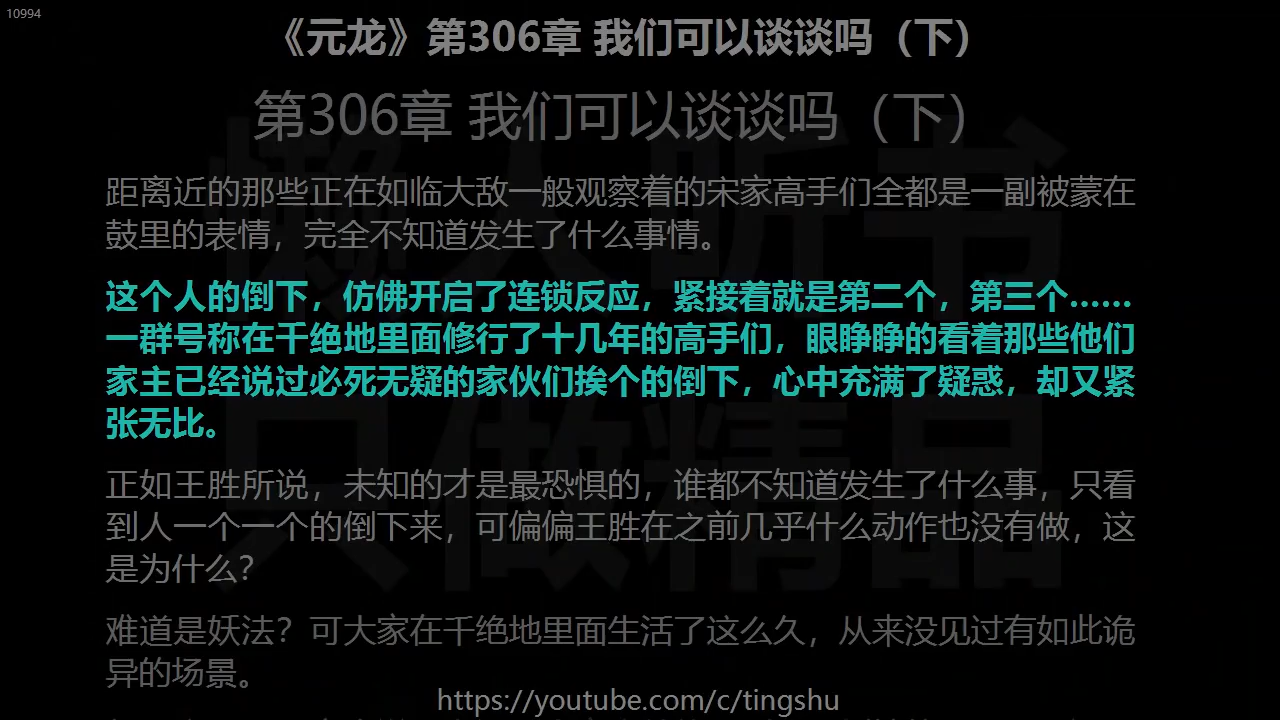 10994
《元龙》第306章 我们可以谈谈吗（下）
第306章 我们可以谈谈吗（下）
距离近的那些正在如临大敌一般观察着的宋家高手们全都是一副被蒙在
鼓里的表情，完全不知道发生了什么事情。
这个人的倒下，仿佛开启了连锁反应，紧接着就是第二个，第三个……
一群号称在千绝地里面修行了十几年的高手们，眼睁睁的看着那些他们
家主已经说过必死无疑的家伙们挨个的倒下，心中充满了疑惑，却又紧
张无比。
正如王胜所说，未知的才是最恐惧的，谁都不知道发生了什么事，只看
到人一个一个的倒下来，可偏偏王胜在之前几乎什么动作也没有做，这
是为什么？
难道是妖法？可大家在千绝地里面生活了这么久，从来没见过有如此诡
异的场景。
https://youtube.com/c/tingshu
懒人听书
只做精品